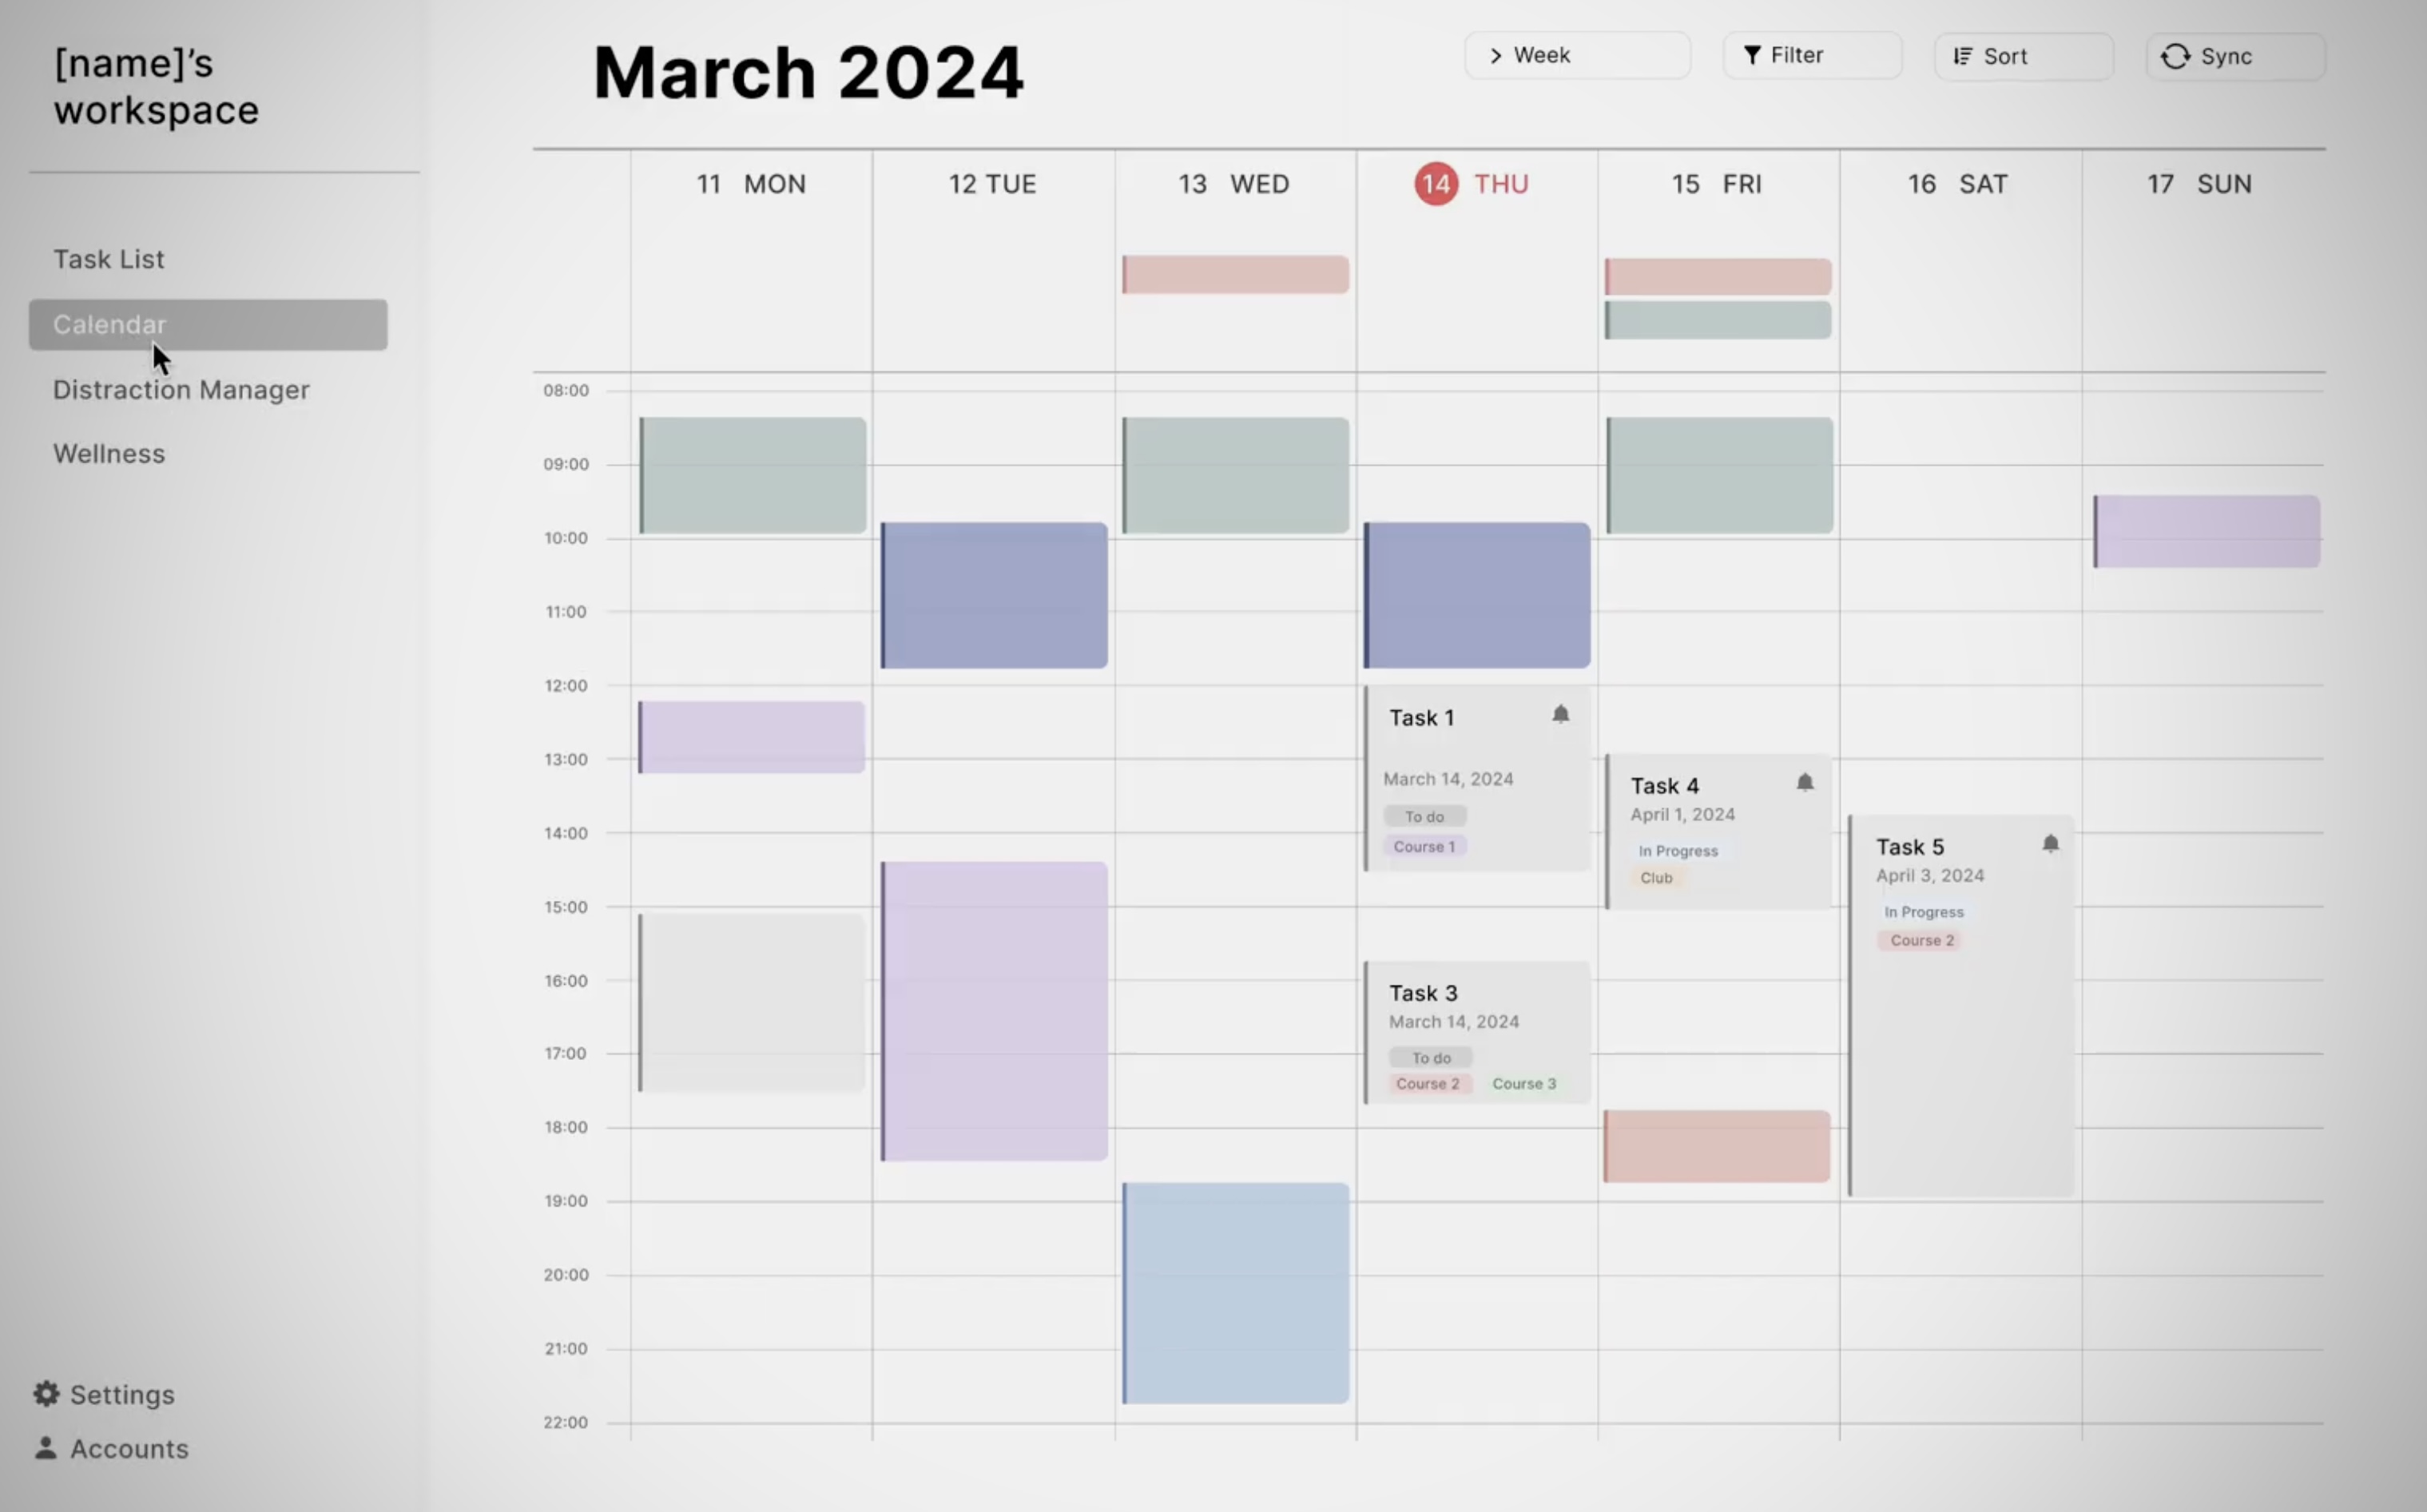 [name]’s
workspace
Task List
Calendar
Distraction Manager
Wellness
Settings
Accounts
March 2024
Week
Filter
Sort
Sync
11 MON
12 TUE
13 WED
14 THU
15 FRI
16 SAT
17 SUN
08:00
09:00
10:00
11:00
12:00
13:00
14:00
15:00
16:00
17:00
18:00
19:00
20:00
21:00
22:00
Task 1
March 14, 2024
To do
Course 1
Task 3
March 14, 2024
To do
Course 2 Course 3
Task 4
April 1, 2024
In Progress
Club
Task 5
April 3, 2024
In Progress
Course 2